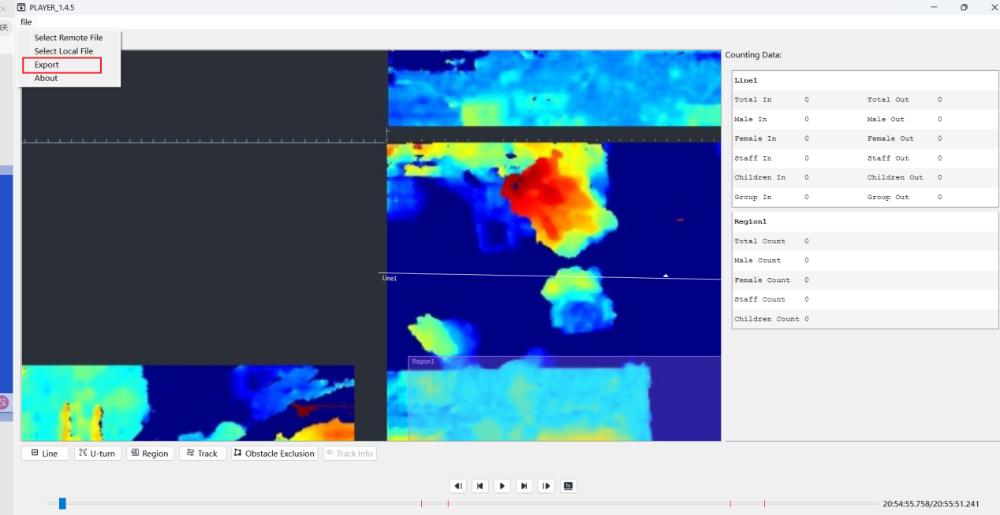 PLAYER_1.4.5
file
Select Remote File
Select Local File
Export
About
Counting Data:
Line1
Total In 0 Total Out 0
Male In 0 Male Out 0
Female In 0 Female Out 0
Staff In 0 Staff Out 0
Children In 0 Children Out 0
Group In 0 Group Out 0
Region1
Total Count 0
Male Count 0
Female Count 0
Staff Count 0
Children Count 0
Line1
Region1
Line U-turn Region Track Obstacle Exclusion Track Info
1x
20:54:55.758/20:55:51.241